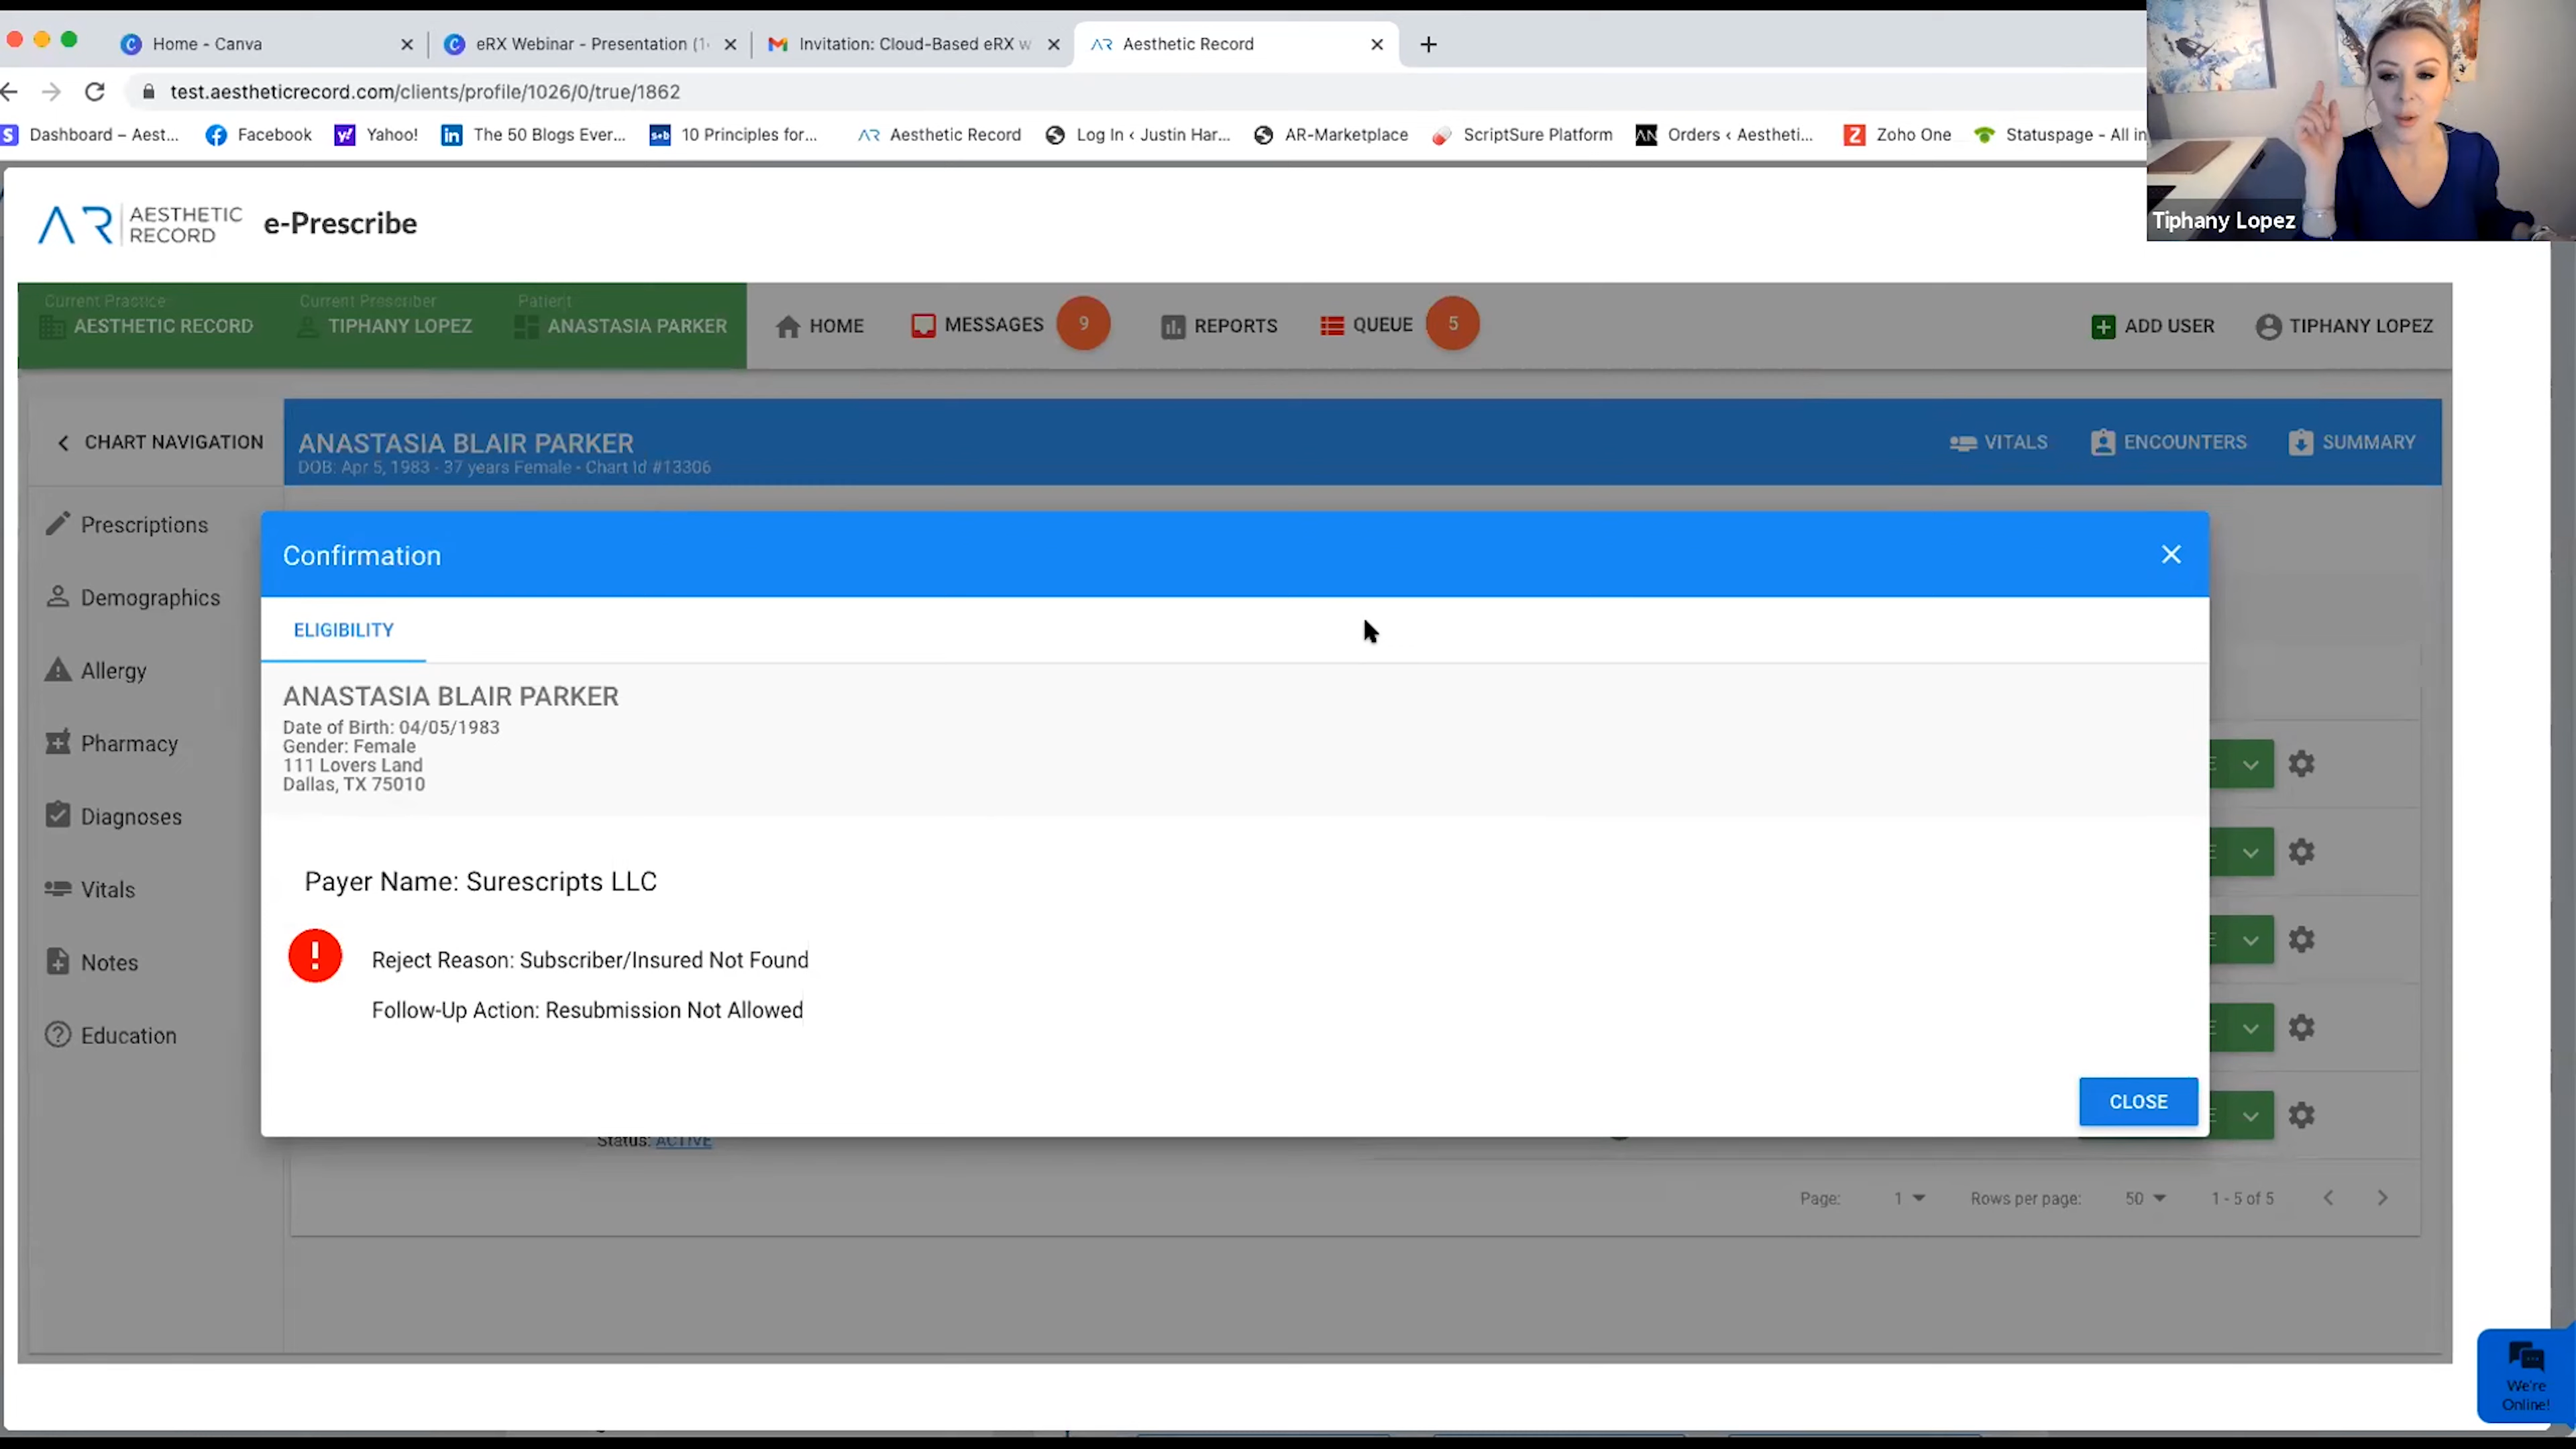 Home - Canva
eRX Webinar - Presentation (1
Invitation: Cloud-Based eRX w
Aesthetic Record
test.aestheticrecord.com/clients/profile/1026/0/true/1862
Dashboard – Aest...
Facebook
Yahoo!
The 50 Blogs Ever...
10 Principles for...
Aesthetic Record
Log In ‹ Justin Har...
AR-Marketplace
ScriptSure Platform
Orders ‹ Aestheti...
Zoho One
Statuspage - All in
Tiphany Lopez
AR AESTHETIC
RECORD
e-Prescribe
Current Practice
AESTHETIC RECORD
Current Prescriber
TIPHANY LOPEZ
Patient
ANASTASIA PARKER
HOME
MESSAGES 9
REPORTS
QUEUE 5
ADD USER
TIPHANY LOPEZ
CHART NAVIGATION
ANASTASIA BLAIR PARKER
DOB: Apr 5, 1983 - 37 years Female - Chart Id #13306
VITALS
ENCOUNTERS
SUMMARY
Prescriptions
Demographics
Allergy
Pharmacy
Diagnoses
Vitals
Notes
Education
Confirmation
ELIGIBILITY
ANASTASIA BLAIR PARKER
Date of Birth: 04/05/1983
Gender: Female
111 Lovers Land
Dallas, TX 75010
Payer Name: Surescripts LLC
Reject Reason: Subscriber/Insured Not Found
Follow-Up Action: Resubmission Not Allowed
CLOSE
Status: ACTIVE
Page: 1
Rows per page: 50
1 - 5 of 5
We're
Online!